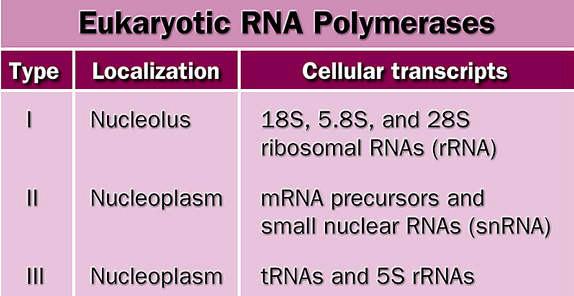 Eukaryotic RNA Polymerases
Type Localization Cellular transcripts
I Nucleolus 18S, 5.8S, and 28S
ribosomal RNAs (rRNA)
II Nucleoplasm mRNA precursors and
small nuclear RNAs (snRNA)
III Nucleoplasm tRNAs and 5S rRNAs